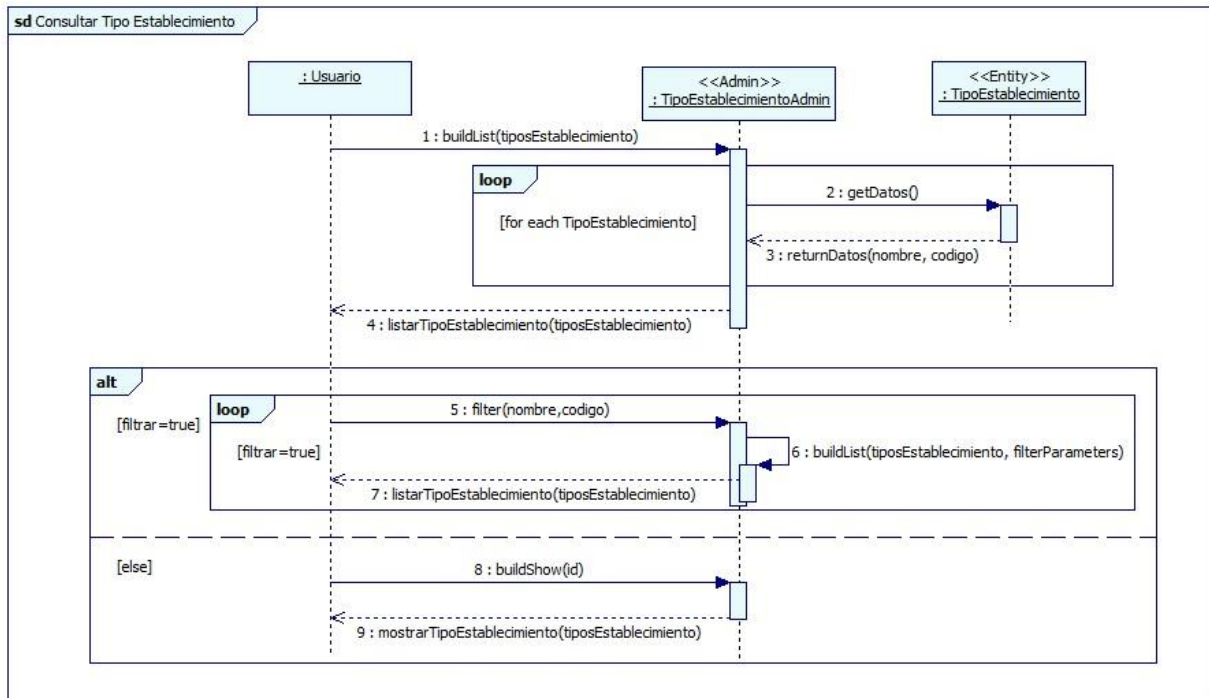 sd Consultar Tipo Establecimiento
: Usuario
<<Admin>>
: TipoEstablecimientoAdmin
<<Entity>>
: TipoEstablecimiento
1 : buildList(tiposEstablecimiento)
loop
2 : getDatos()
[for each TipoEstablecimiento]
3 : returnDatos(nombre, codigo)
4 : listarTipoEstablecimiento(tiposEstablecimiento)
alt
loop
5 : filter(nombre,codigo)
[filtrar=true]
[filtrar=true]
6 : buildList(tiposEstablecimiento, filterParameters)
7 : listarTipoEstablecimiento(tiposEstablecimiento)
[else]
8 : buildShow(id)
9 : mostrarTipoEstablecimiento(tiposEstablecimiento)